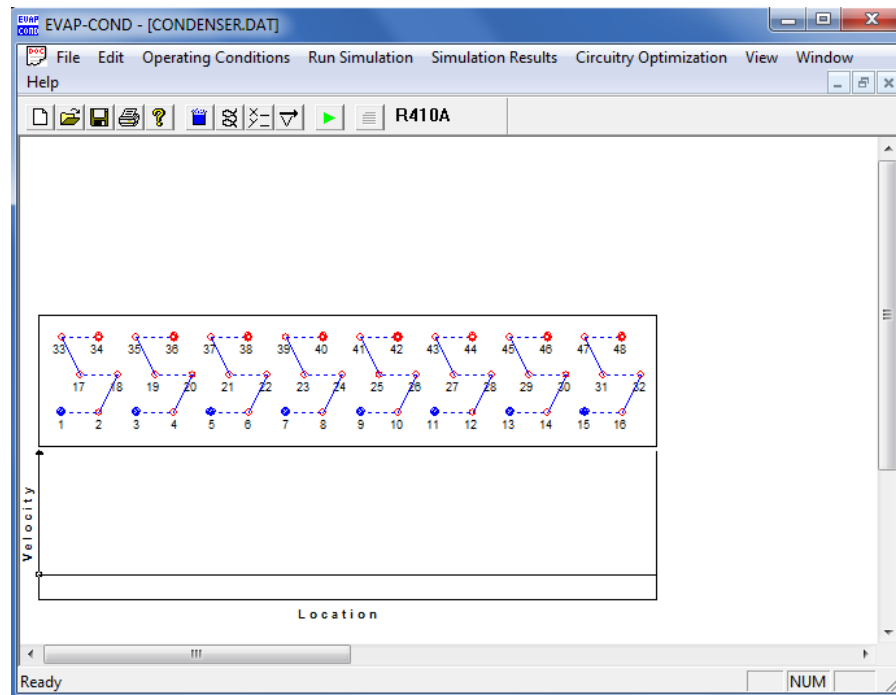 EVAP COND EVAP-COND - [CONDENSER.DAT]
DOC File Edit Operating Conditions Run Simulation Simulation Results Circuitry Optimization View Window
Help
R410A
33 34 35 36 37 38 39 40 41 42 43 44 45 46 47 48
17 18 19 20 21 22 23 24 25 26 27 28 29 30 31 32
1 2 3 4 5 6 7 8 9 10 11 12 13 14 15 16
Velocity
Location
Ready NUM